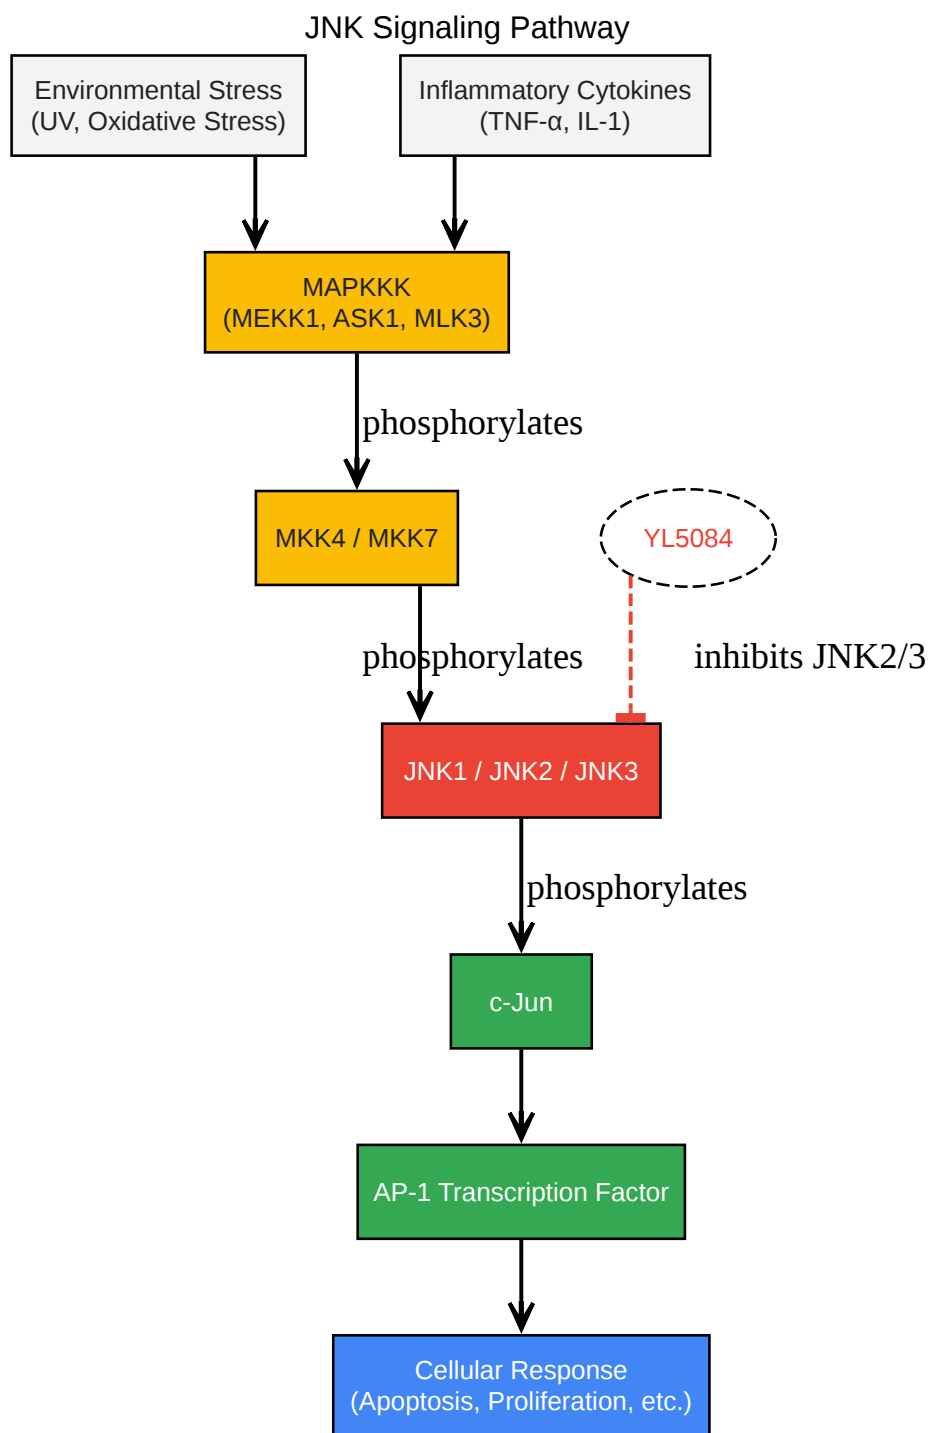 JNK Signaling Pathway
Environmental Stress
(UV, Oxidative Stress)
Inflammatory Cytokines
(TNF-α, IL-1)
MAPKKK
(MEKK1, ASK1, MLK3)
phosphorylates
MKK4 / MKK7
YL5084
phosphorylates
inhibits JNK2/3
JNK1 / JNK2 / JNK3
phosphorylates
c-Jun
AP-1 Transcription Factor
Cellular Response
(Apoptosis, Proliferation, etc.)